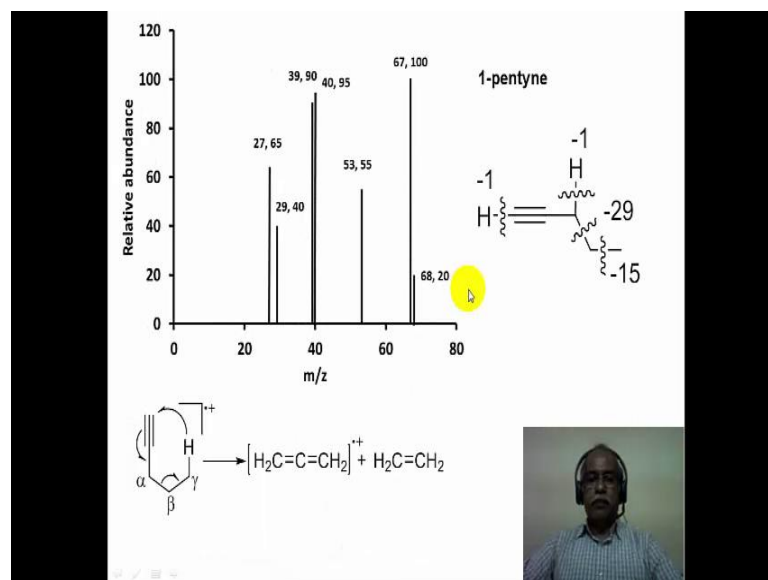 120
100
80
60
40
20
0
Relative abundance
0 20 40 60 80
m/z
27, 65
29, 40
39, 90
40, 95
53, 55
67, 100
68, 20
1-pentyne
-1
H
-1
H
-29
-15
•+
H
α
β
γ
[H₂C=C=CH₂]•+ + H₂C=CH₂